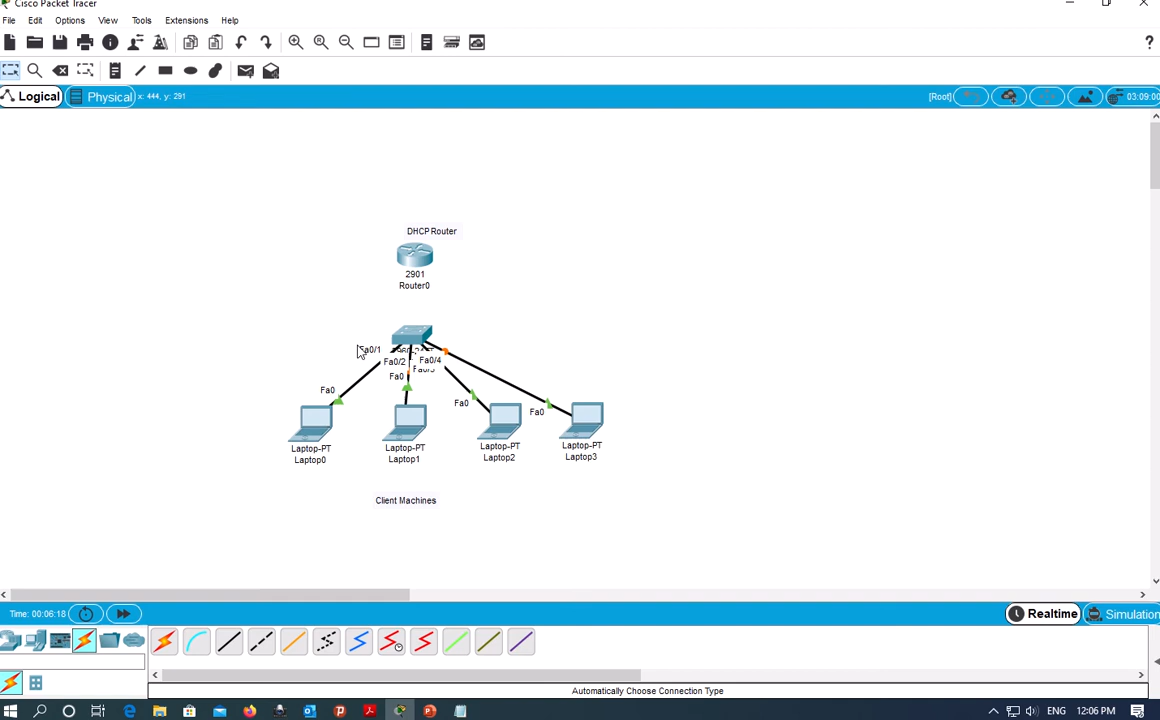 Cisco Packet Tracer
File Edit Options View Tools Extensions Help
?
Logical Physical x: 444, y: 291 [Root] 03:09:00
DHCP Router
2901
Router0
Fa0/1
Fa0/2 Fa0/4
Fa0
Fa0
Fa0
Fa0
Laptop-PT
Laptop0
Laptop-PT
Laptop1
Laptop-PT
Laptop2
Laptop-PT
Laptop3
Client Machines
Time: 00:06:18 Realtime Simulation
Automatically Choose Connection Type
ENG 12:06 PM